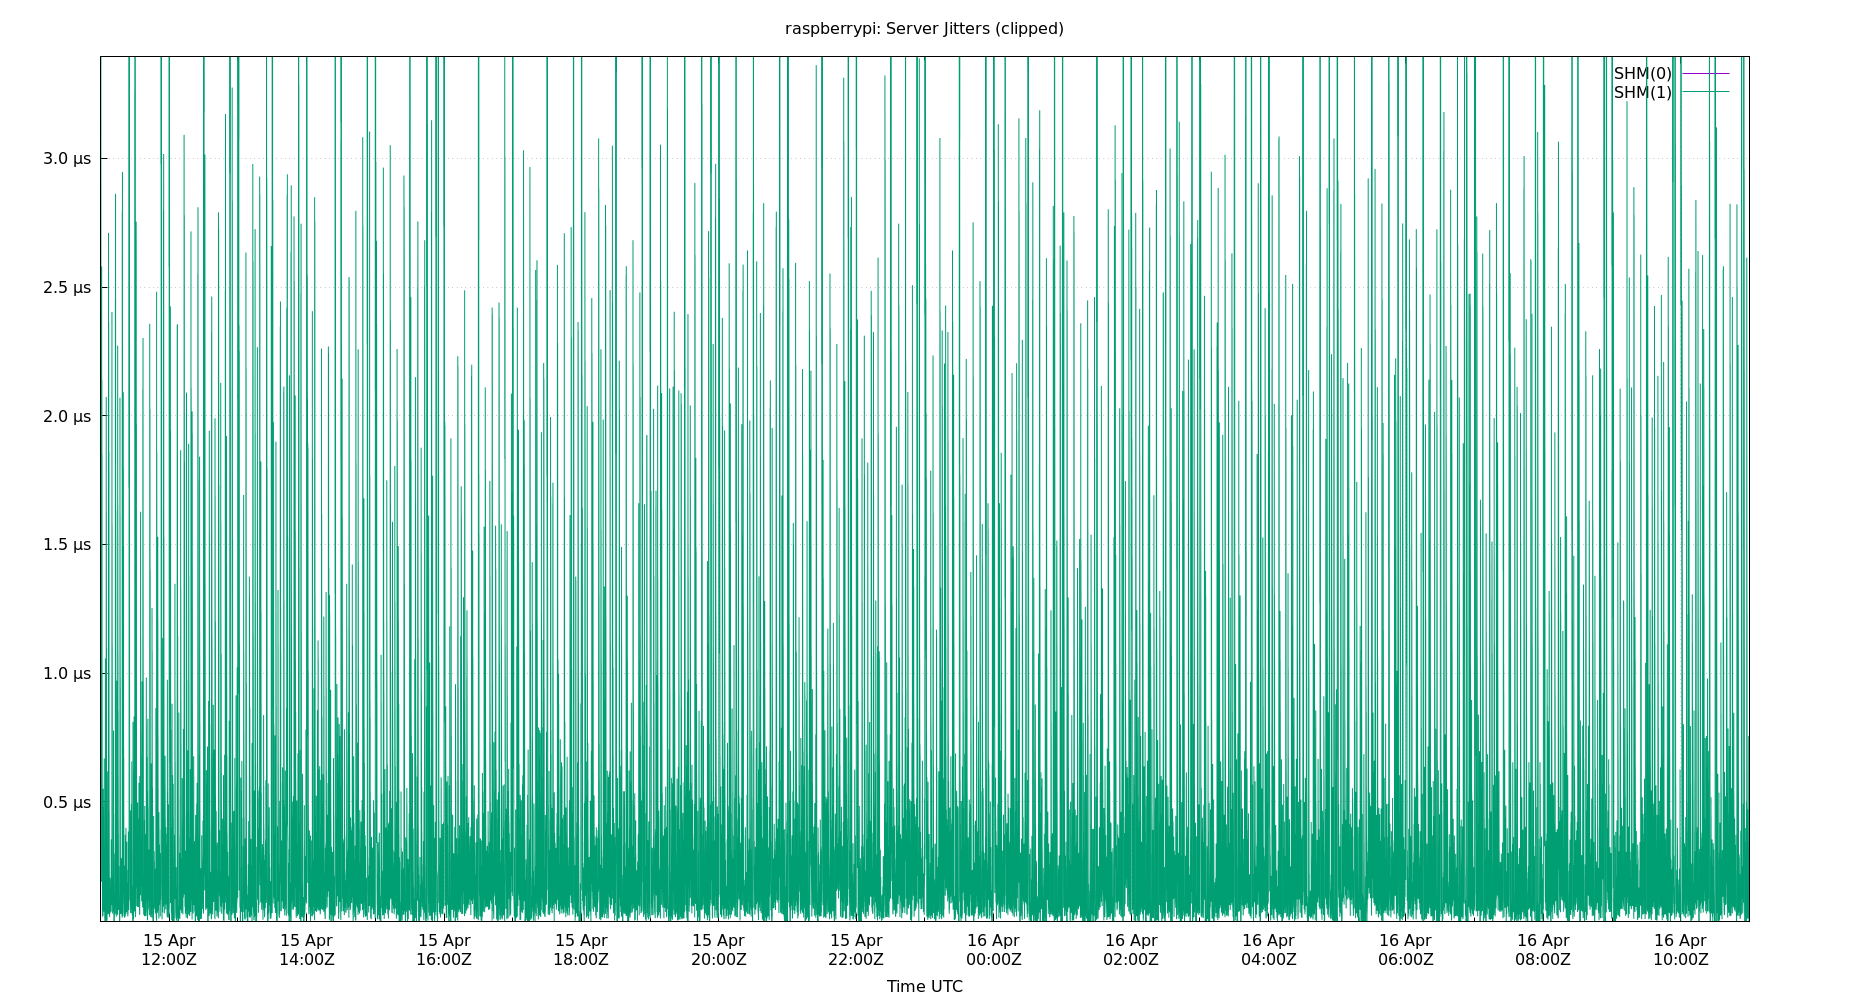 raspberrypi: Server Jitters (clipped)
SHM(0)
SHM(1)
3.0 µs
2.5 µs
2.0 µs
1.5 µs
1.0 µs
0.5 µs
15 Apr 15 Apr 15 Apr 15 Apr 15 Apr 15 Apr 16 Apr 16 Apr 16 Apr 16 Apr 16 Apr 16 Apr
12:00Z 14:00Z 16:00Z 18:00Z 20:00Z 22:00Z 00:00Z 02:00Z 04:00Z 06:00Z 08:00Z 10:00Z
Time UTC